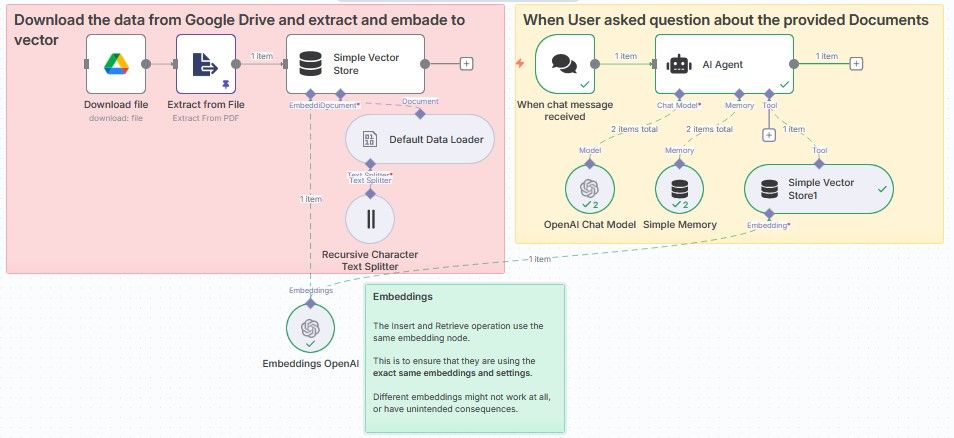 Download the data from Google Drive and extract and embade to
vector
Download file
download: file
Extract from File
Extract From PDF
1 item
Simple Vector
Store
Embeddi
Document*
Document
Default Data Loader
Text Splitter*
Text Splitter
1 item
Recursive Character
Text Splitter
Embeddings
Embeddings OpenAI
When User asked question about the provided Documents
When chat message
received
1 item
AI Agent
1 item
Chat Model*
Memory
Tool
2 items total
2 items total
1 item
Model
Memory
Tool
2
2
OpenAI Chat Model
Simple Memory
Simple Vector
Store1
Embedding*
1 item
Embeddings
The Insert and Retrieve operation use the
same embedding node.
This is to ensure that they are using the
exact same embeddings and settings.
Different embeddings might not work at all,
or have unintended consequences.